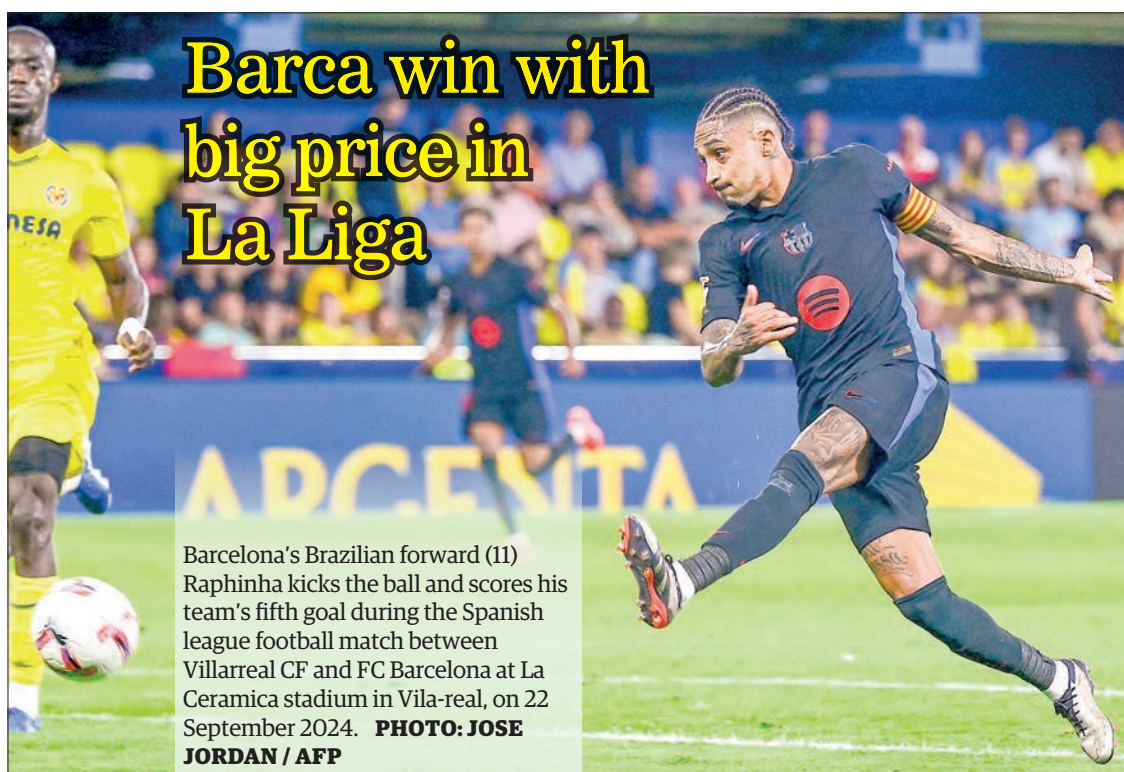 Barca win with
big price in
La Liga
NESA
ARGENTA
Barcelona’s Brazilian forward (11)
Raphinha kicks the ball and scores his
team’s fifth goal during the Spanish
league football match between
Villarreal CF and FC Barcelona at La
Ceramica stadium in Vila-real, on 22
September 2024. PHOTO: JOSE
JORDAN / AFP